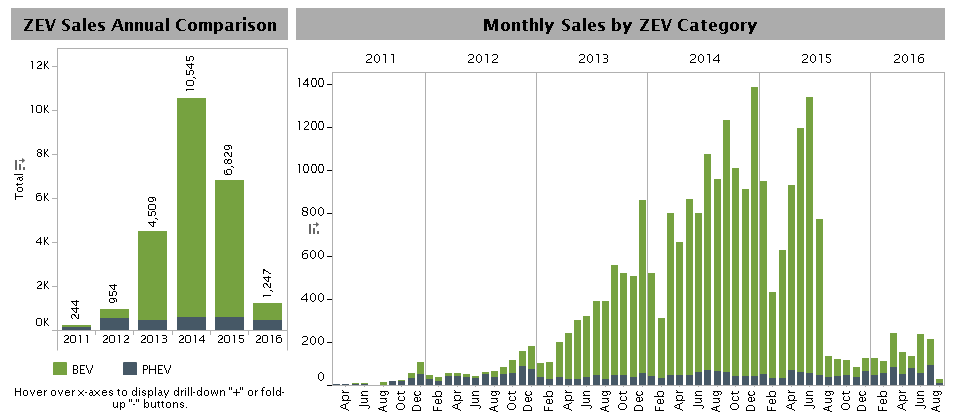 ZEV Sales Annual Comparison
Monthly Sales by ZEV Category
12K
10K
8K
6K
4K
2K
0K
Total
244
954
4,509
10,545
6,829
1,247
2011 2012 2013 2014 2015 2016
BEV PHEV
Hover over x-axes to display drill-down "+" or fold-
up "-" buttons.
2011 2012 2013 2014 2015 2016
1400
1200
1000
800
600
400
200
0
Apr Jun Aug Oct Dec Feb Apr Jun Aug Oct Dec Feb Apr Jun Aug Oct Dec Feb Apr Jun Aug Oct Dec Feb Apr Jun Aug Oct Dec Feb Apr Jun Aug